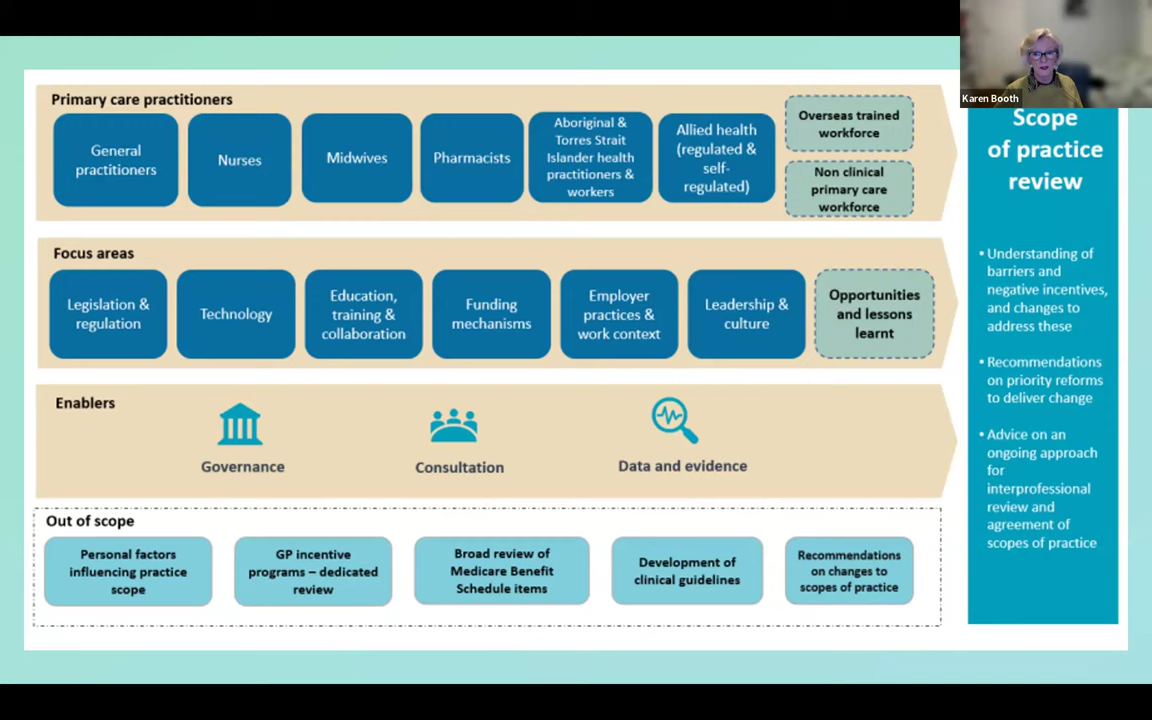 Karen Booth
Primary care practitioners
General
practitioners
Nurses
Midwives
Pharmacists
Aboriginal &
Torres Strait
Islander health
practitioners &
workers
Allied health
(regulated &
self-
regulated)
Overseas trained
workforce
Non clinical
primary care
workforce
Focus areas
Legislation &
regulation
Technology
Education,
training &
collaboration
Funding
mechanisms
Employer
practices &
work context
Leadership &
culture
Opportunities
and lessons
learnt
Enablers
Governance
Consultation
Data and evidence
Out of scope
Personal factors
influencing practice
scope
GP incentive
programs – dedicated
review
Broad review of
Medicare Benefit
Schedule items
Development of
clinical guidelines
Recommendations
on changes to
scopes of practice
Scope
of practice
review
• Understanding of
barriers and
negative incentives,
and changes to
address these
• Recommendations
on priority reforms
to deliver change
• Advice on an
ongoing approach
for
interprofessional
review and
agreement of
scopes of practice